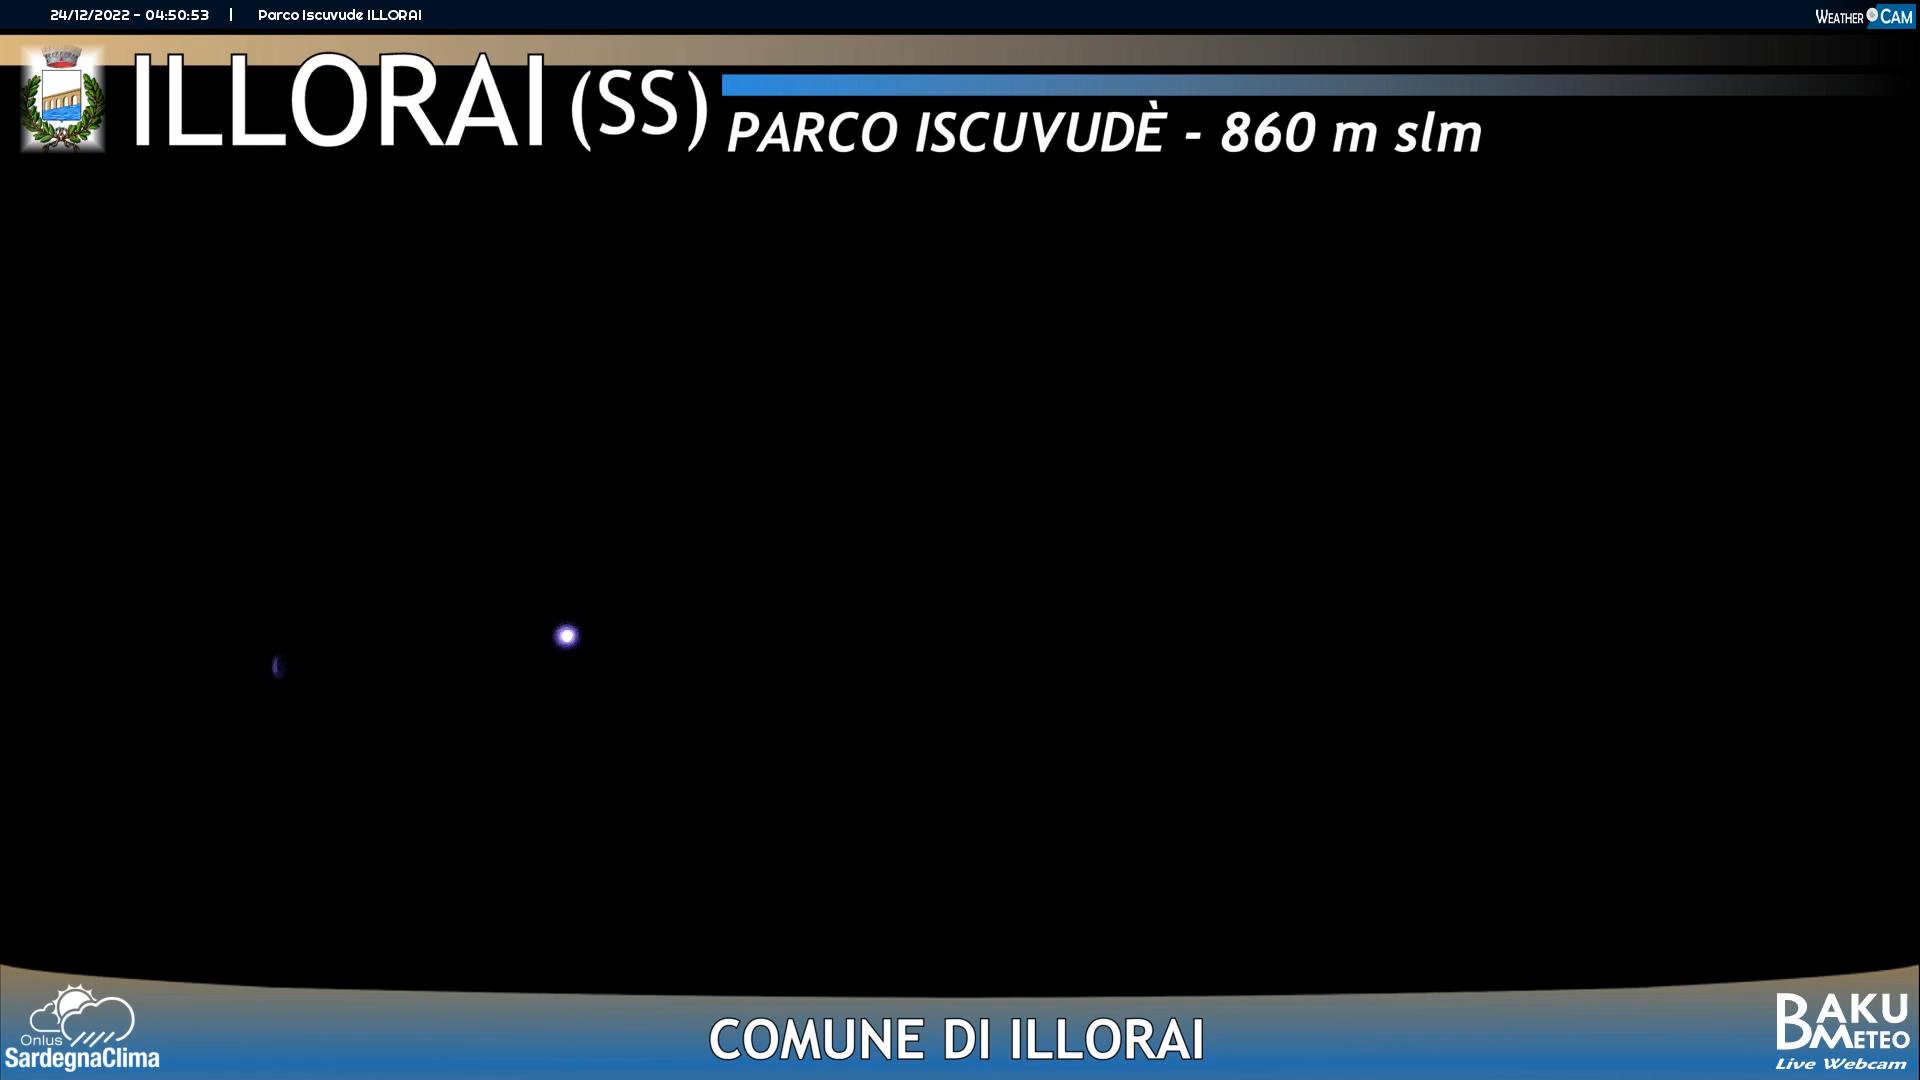 24/12/2022 - 04:50:53 | Parco Iscuvude ILLORAI
WEATHER CAM
ILLORAI (SS)
PARCO ISCUVUDÈ - 860 m slm
Onlus
SardegnaClima
COMUNE DI ILLORAI
BAKU
METEO
Live Webcam